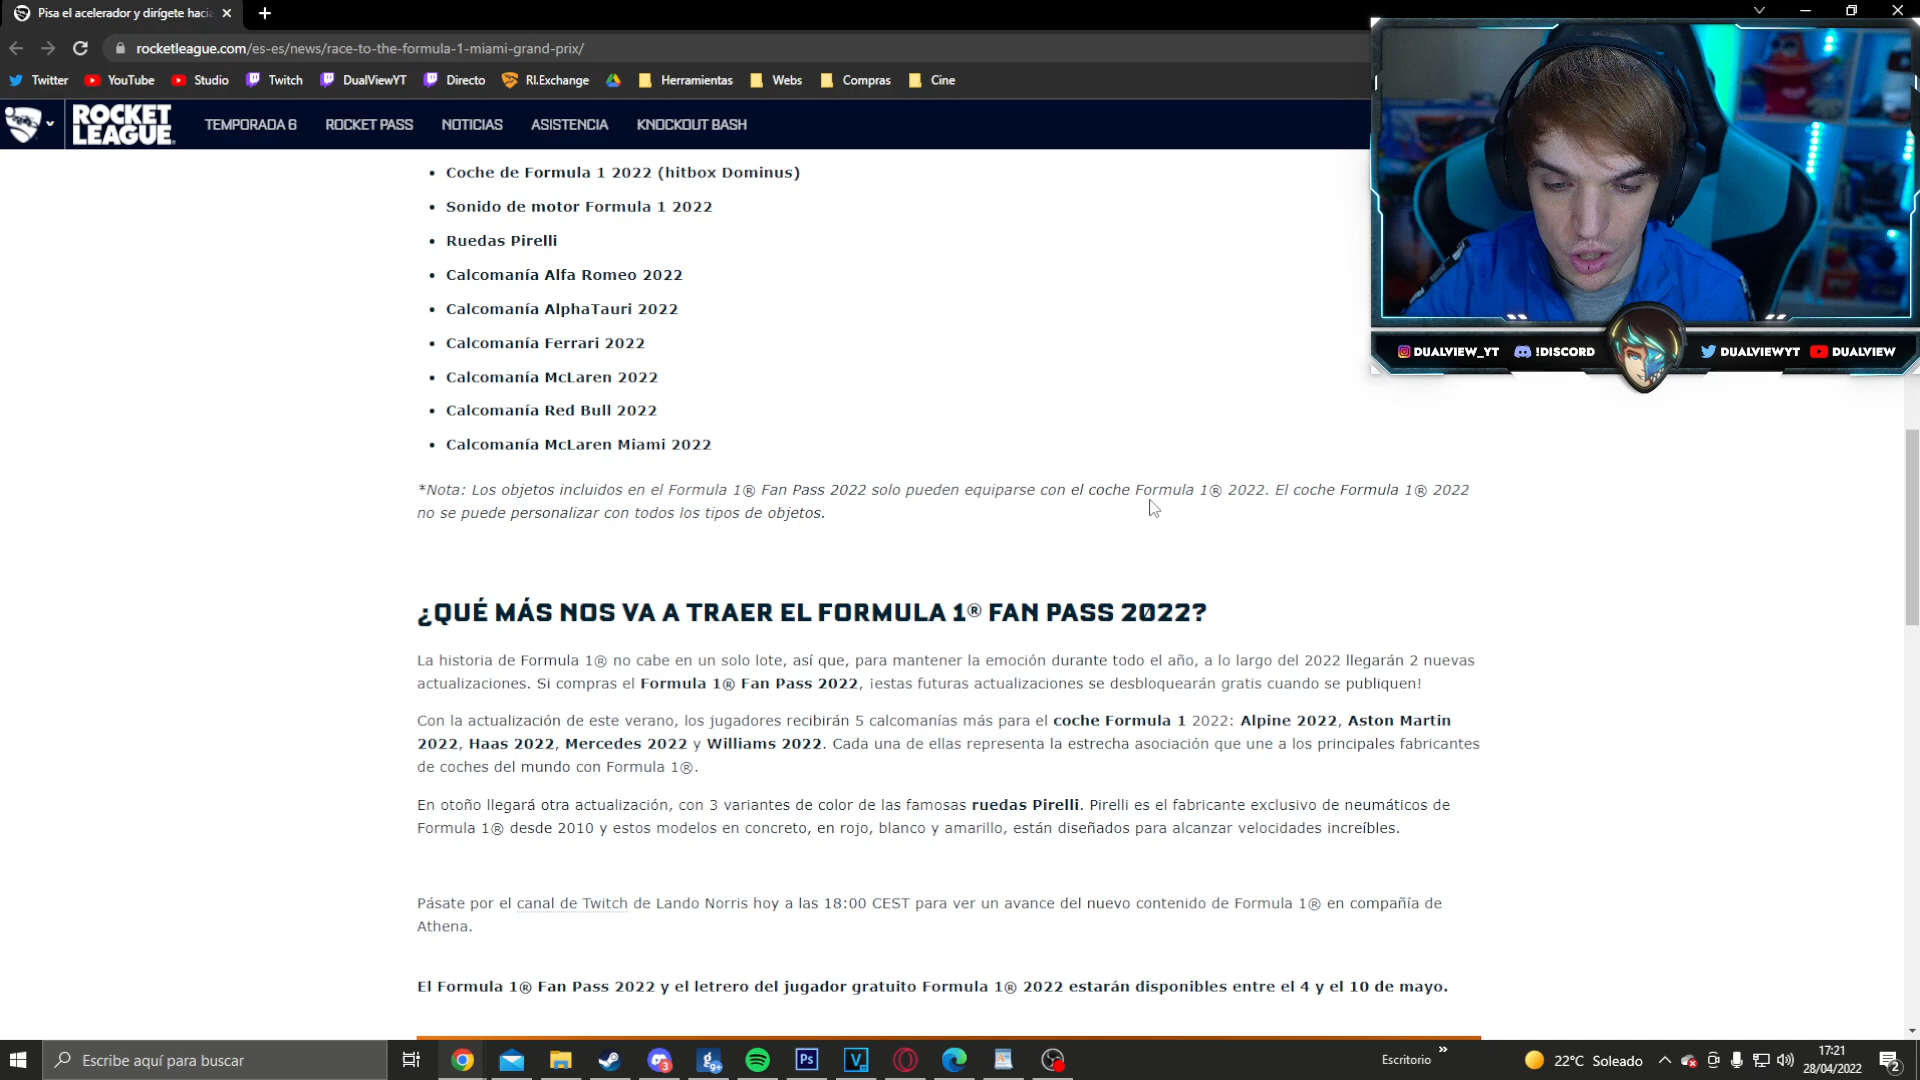 Pisa el acelerador y dirígete hacia
rocketleague.com/es-es/news/race-to-the-formula-1-miami-grand-prix/
Twitter YouTube Studio Twitch DualViewYT Directo Rl.Exchange Herramientas Webs Compras Cine
ROCKET LEAGUE TEMPORADA 6 ROCKET PASS NOTICIAS ASISTENCIA KNOCKOUT BASH
• Coche de Formula 1 2022 (hitbox Dominus)
• Sonido de motor Formula 1 2022
• Ruedas Pirelli
• Calcomanía Alfa Romeo 2022
• Calcomanía AlphaTauri 2022
• Calcomanía Ferrari 2022
• Calcomanía McLaren 2022
• Calcomanía Red Bull 2022
• Calcomanía McLaren Miami 2022
DUALVIEW_YT !DISCORD DUALVIEWYT DUALVIEW
*Nota: Los objetos incluidos en el Formula 1® Fan Pass 2022 solo pueden equiparse con el coche Formula 1® 2022. El coche Formula 1® 2022
no se puede personalizar con todos los tipos de objetos.
¿QUÉ MÁS NOS VA A TRAER EL FORMULA 1® FAN PASS 2022?
La historia de Formula 1® no cabe en un solo lote, así que, para mantener la emoción durante todo el año, a lo largo del 2022 llegarán 2 nuevas
actualizaciones. Si compras el Formula 1® Fan Pass 2022, ¡estas futuras actualizaciones se desbloquearán gratis cuando se publiquen!
Con la actualización de este verano, los jugadores recibirán 5 calcomanías más para el coche Formula 1 2022: Alpine 2022, Aston Martin
2022, Haas 2022, Mercedes 2022 y Williams 2022. Cada una de ellas representa la estrecha asociación que une a los principales fabricantes
de coches del mundo con Formula 1®.
En otoño llegará otra actualización, con 3 variantes de color de las famosas ruedas Pirelli. Pirelli es el fabricante exclusivo de neumáticos de
Formula 1® desde 2010 y estos modelos en concreto, en rojo, blanco y amarillo, están diseñados para alcanzar velocidades increíbles.
Pásate por el canal de Twitch de Lando Norris hoy a las 18:00 CEST para ver un avance del nuevo contenido de Formula 1® en compañía de
Athena.
El Formula 1® Fan Pass 2022 y el letrero del jugador gratuito Formula 1® 2022 estarán disponibles entre el 4 y el 10 de mayo.
Escribe aquí para buscar
3
g+
Ps
V
Escritorio
22°C Soleado
17:21
28/04/2022
2